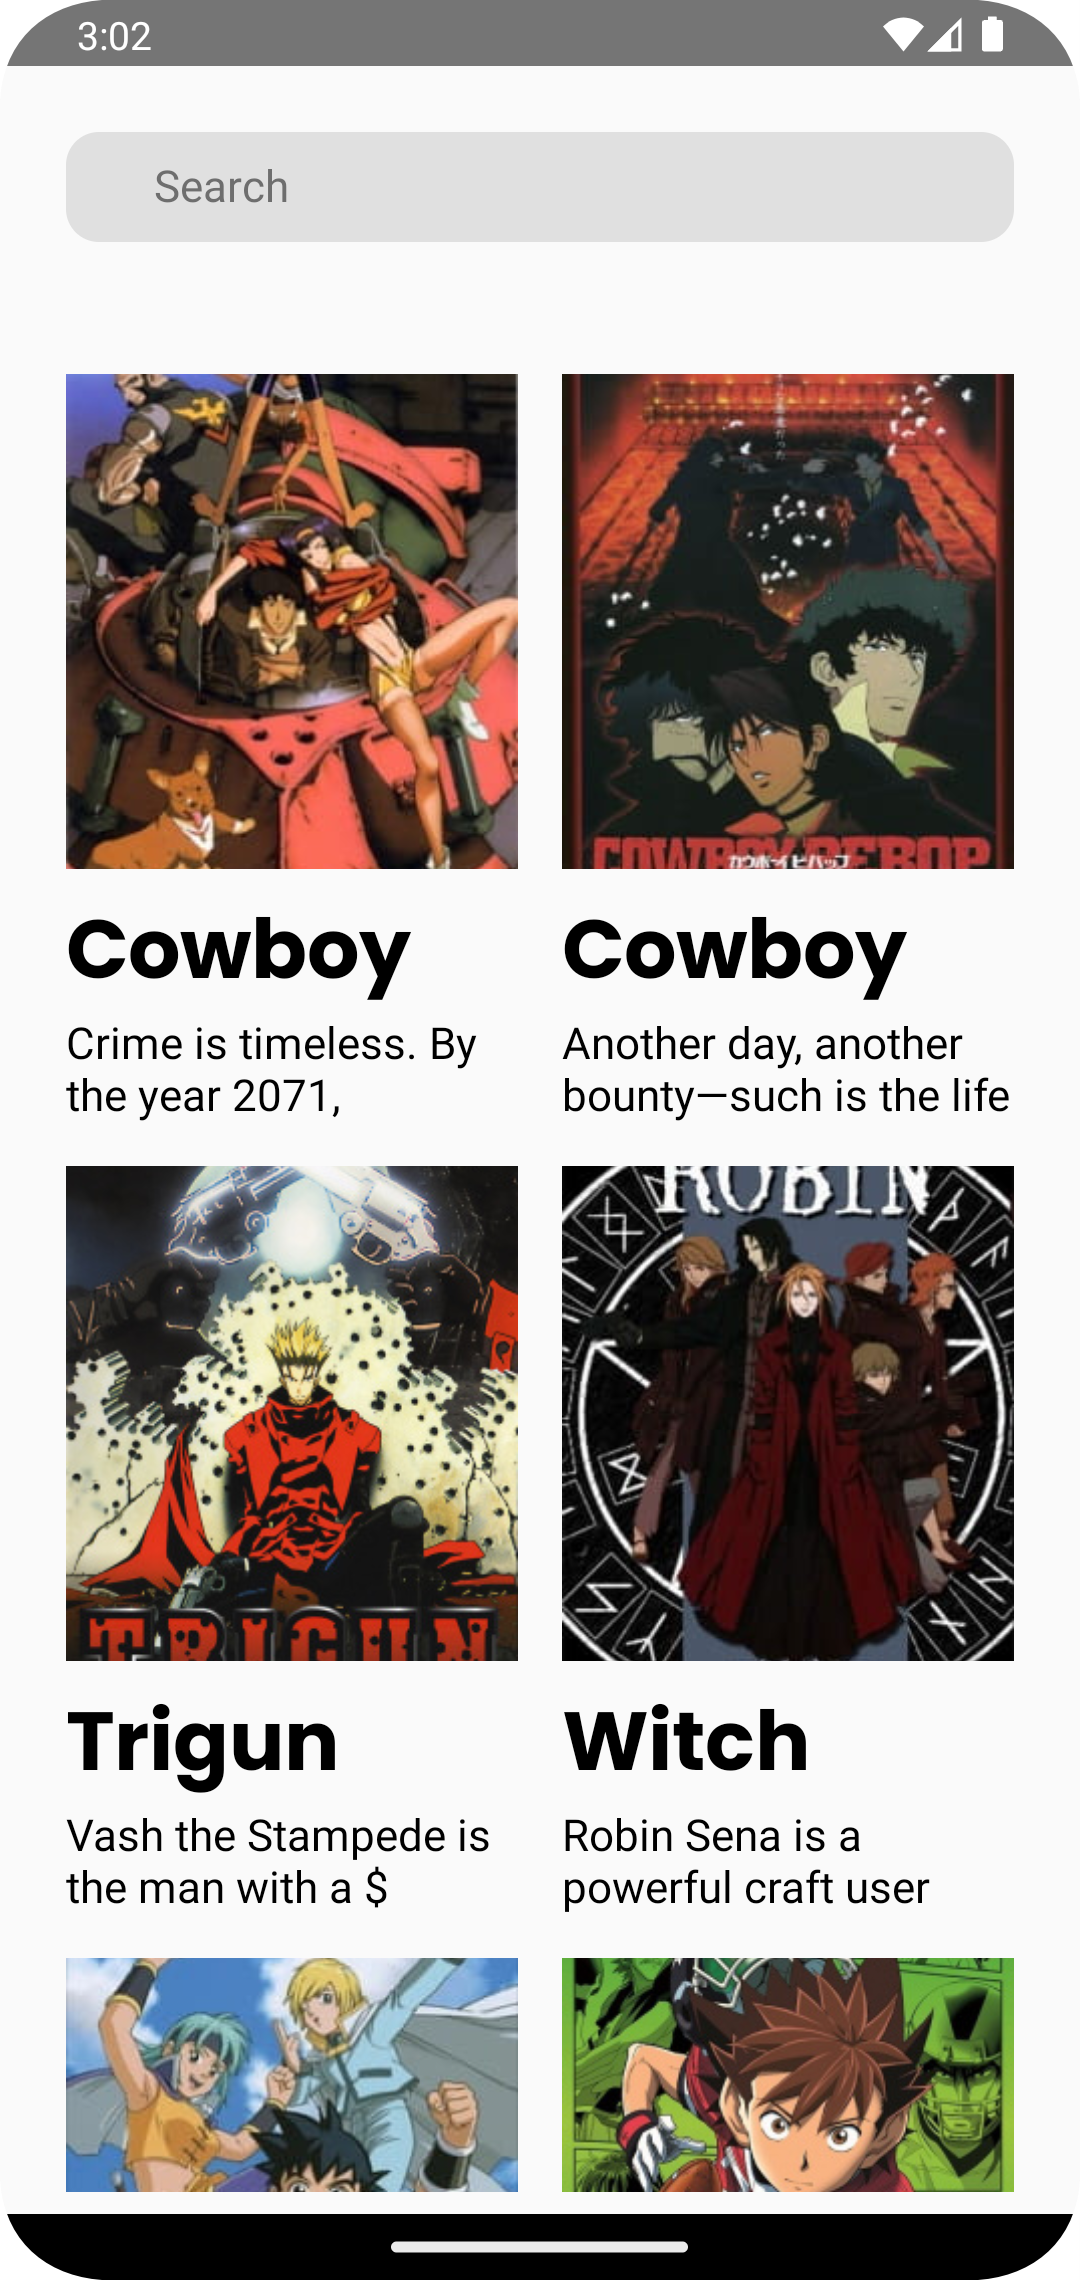 3:02
Search
COWBOY BEBOP
カウボーイビバップ
Cowboy
Cowboy
Crime is timeless. By
the year 2071,
Another day, another
bounty—such is the life
TRIGUN
ROBIN
Trigun
Witch
Vash the Stampede is
the man with a $
Robin Sena is a
powerful craft user